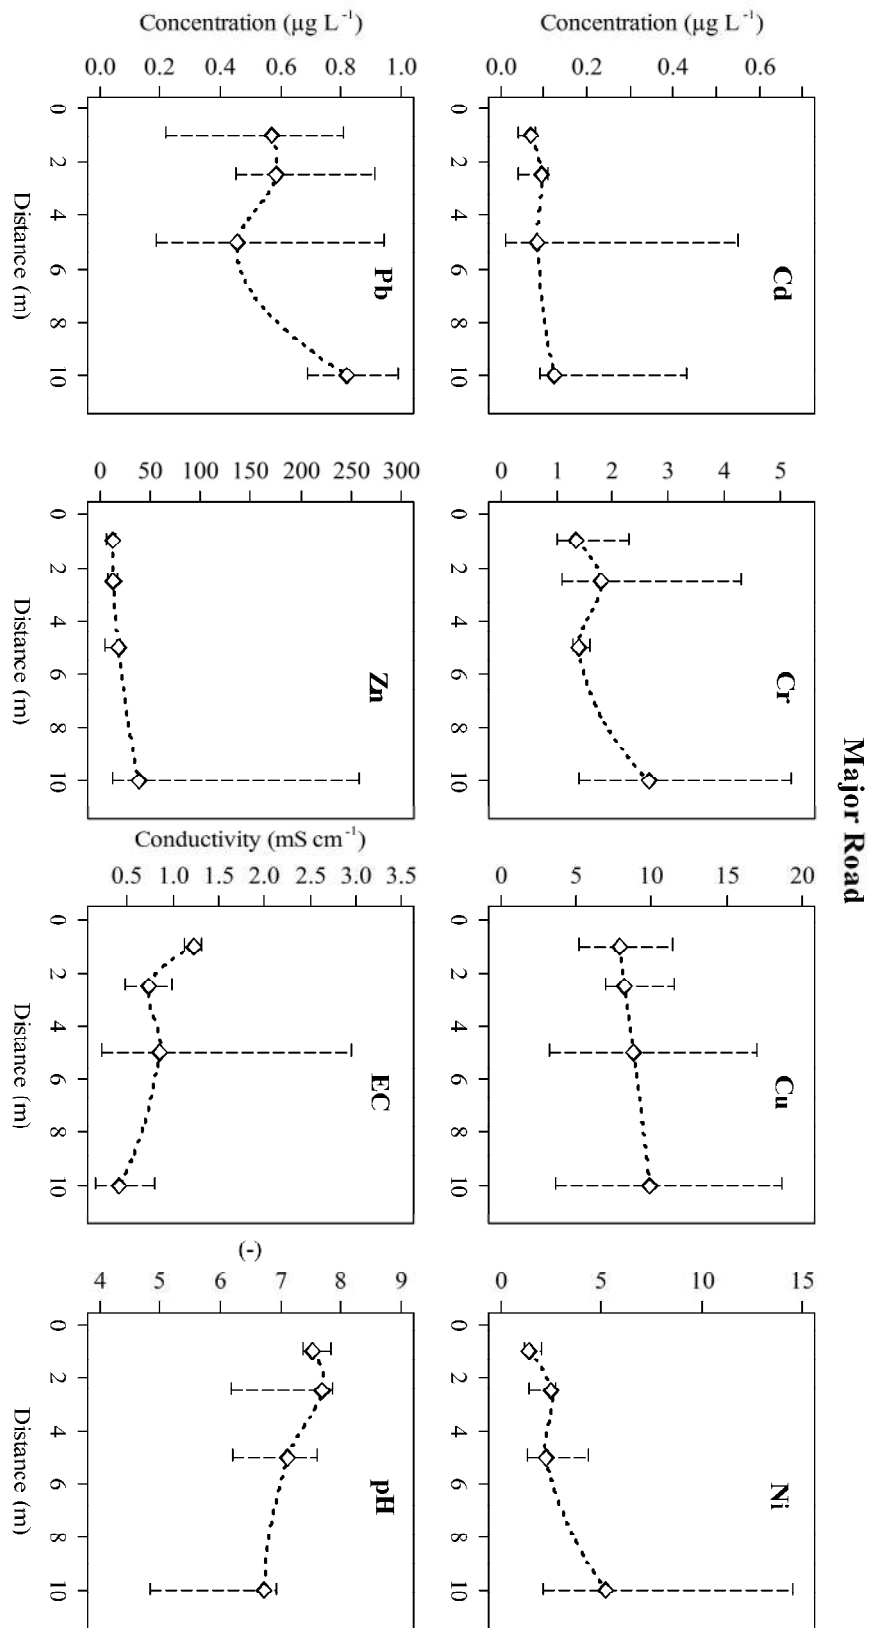 Major Road
Concentration (µg L⁻¹)
0.0 0.2 0.4 0.6
Cd
0 2 4 6 8 10
0 1 2 3 4 5
Cr
0 2 4 6 8 10
0 5 10 15 20
Cu
0 2 4 6 8 10
0 5 10 15
Ni
0 2 4 6 8 10
Concentration (µg L⁻¹)
0.0 0.2 0.4 0.6 0.8 1.0
Pb
0 2 4 6 8 10
Distance (m)
0 50 100 150 200 250 300
Zn
0 2 4 6 8 10
Distance (m)
Conductivity (mS cm⁻¹)
0.5 1.0 2.0 3.0 3.5
EC
0 2 4 6 8 10
Distance (m)
(-)
4 5 6 7 8 9
pH
0 2 4 6 8 10
Distance (m)